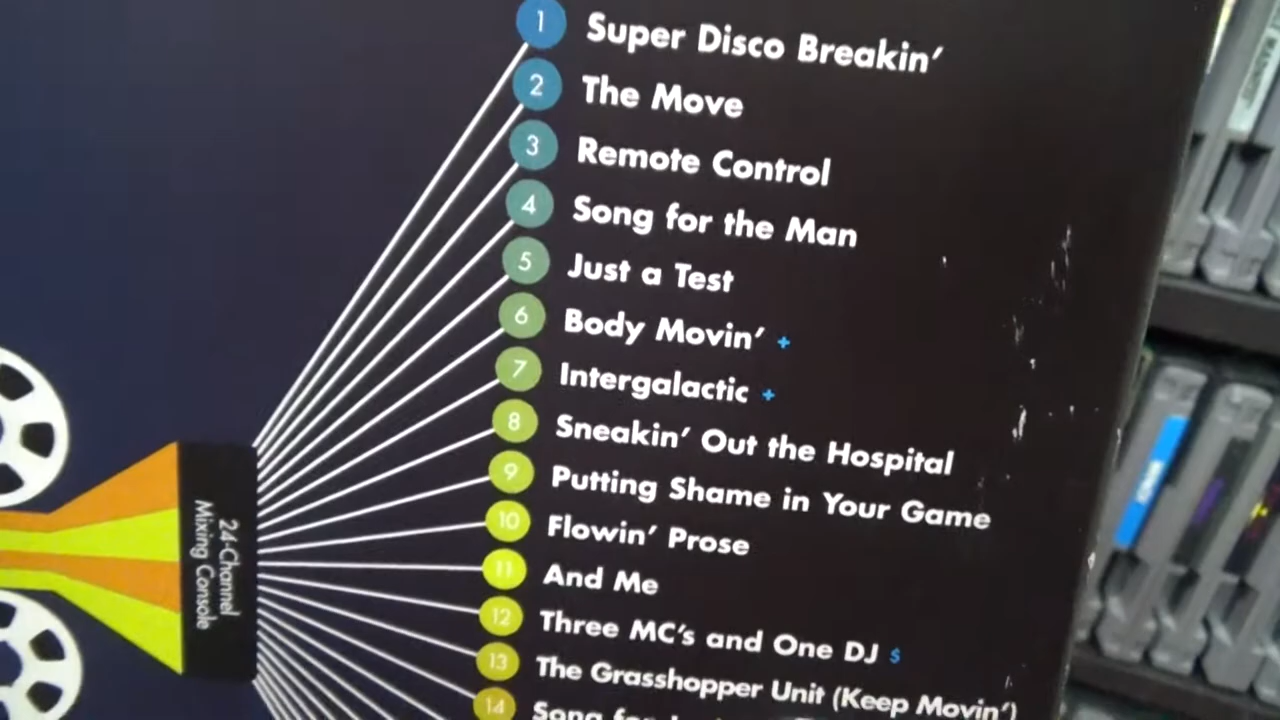 1 Super Disco Breakin’
2 The Move
3 Remote Control
4 Song for the Man
5 Just a Test
6 Body Movin’ +
7 Intergalactic +
8 Sneakin’ Out the Hospital
9 Putting Shame in Your Game
10 Flowin’ Prose
11 And Me
12 Three MC’s and One DJ $
13 The Grasshopper Unit (Keep Movin’)
14 Song for
24-Channel
Mixing Console